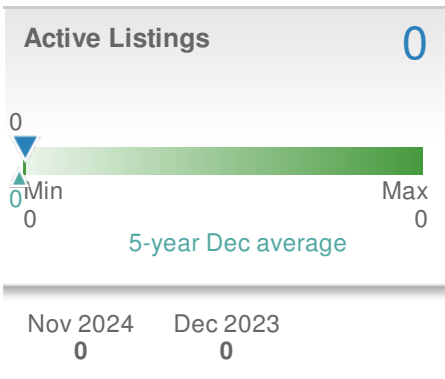 Active Listings 0
0
0
Min Max
0 0
5-year Dec average
Nov 2024 Dec 2023
0 0